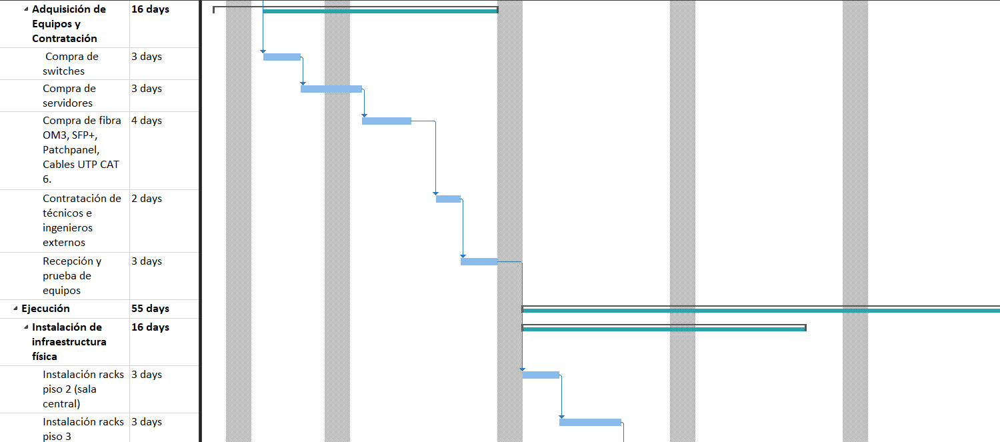 Adquisición de 16 days
Equipos y
Contratación
Compra de 3 days
switches
Compra de 3 days
servidores
Compra de fibra 4 days
OM3, SFP+,
Patchpanel,
Cables UTP CAT
6.
Contratación de 2 days
técnicos e
ingenieros
externos
Recepción y 3 days
prueba de
equipos
Ejecución 55 days
Instalación de 16 days
infraestructura
física
Instalación racks 3 days
piso 2 (sala
central)
Instalación racks 3 days
piso 3